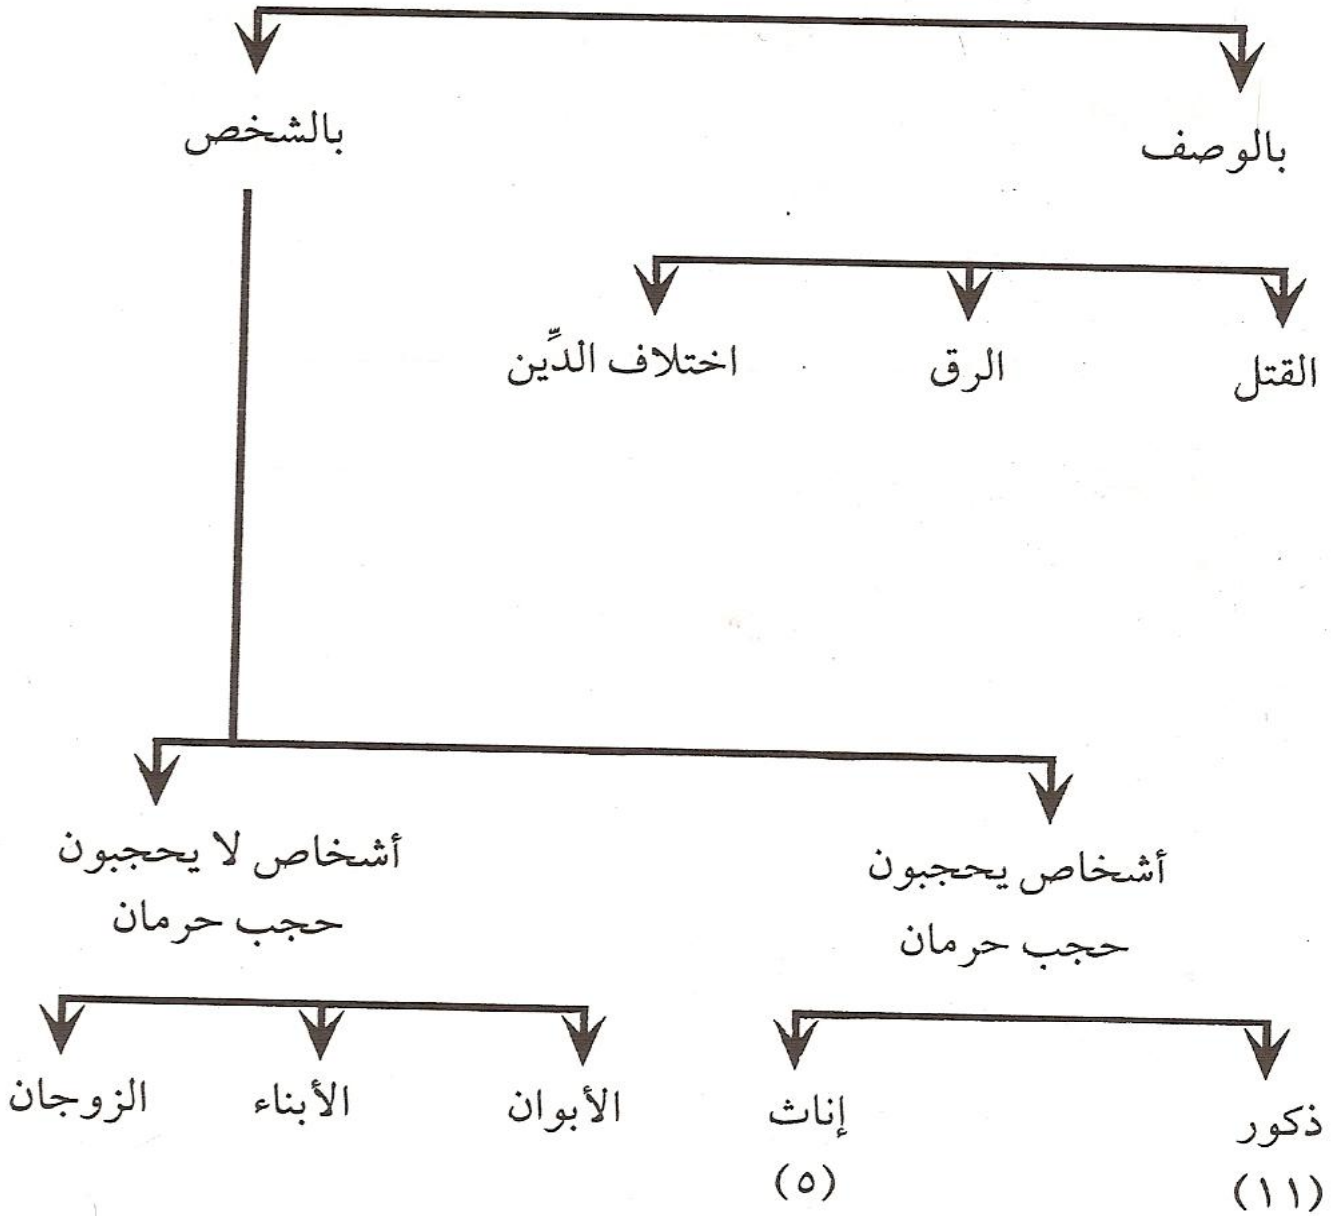 بالوصف
بالشخص
القتل
الرق
اختلاف الدِّين
أشخاص يحجبون
حجب حرمان
أشخاص لا يحجبون
حجب حرمان
ذكور
(١١)
إناث
(٥)
الأبوان
الأبناء
الزوجان